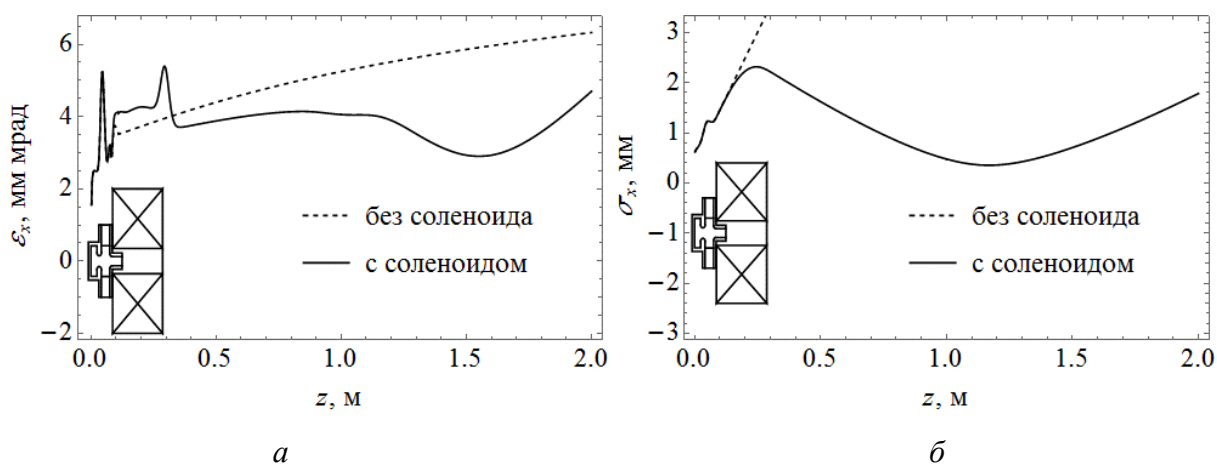 εx, мм мрад
6
4
2
0
−2
без соленоида
с соленоидом
0.0 0.5 1.0 1.5 2.0
z, м
а
σx, мм
3
2
1
0
−1
−2
−3
без соленоида
с соленоидом
0.0 0.5 1.0 1.5 2.0
z, м
б